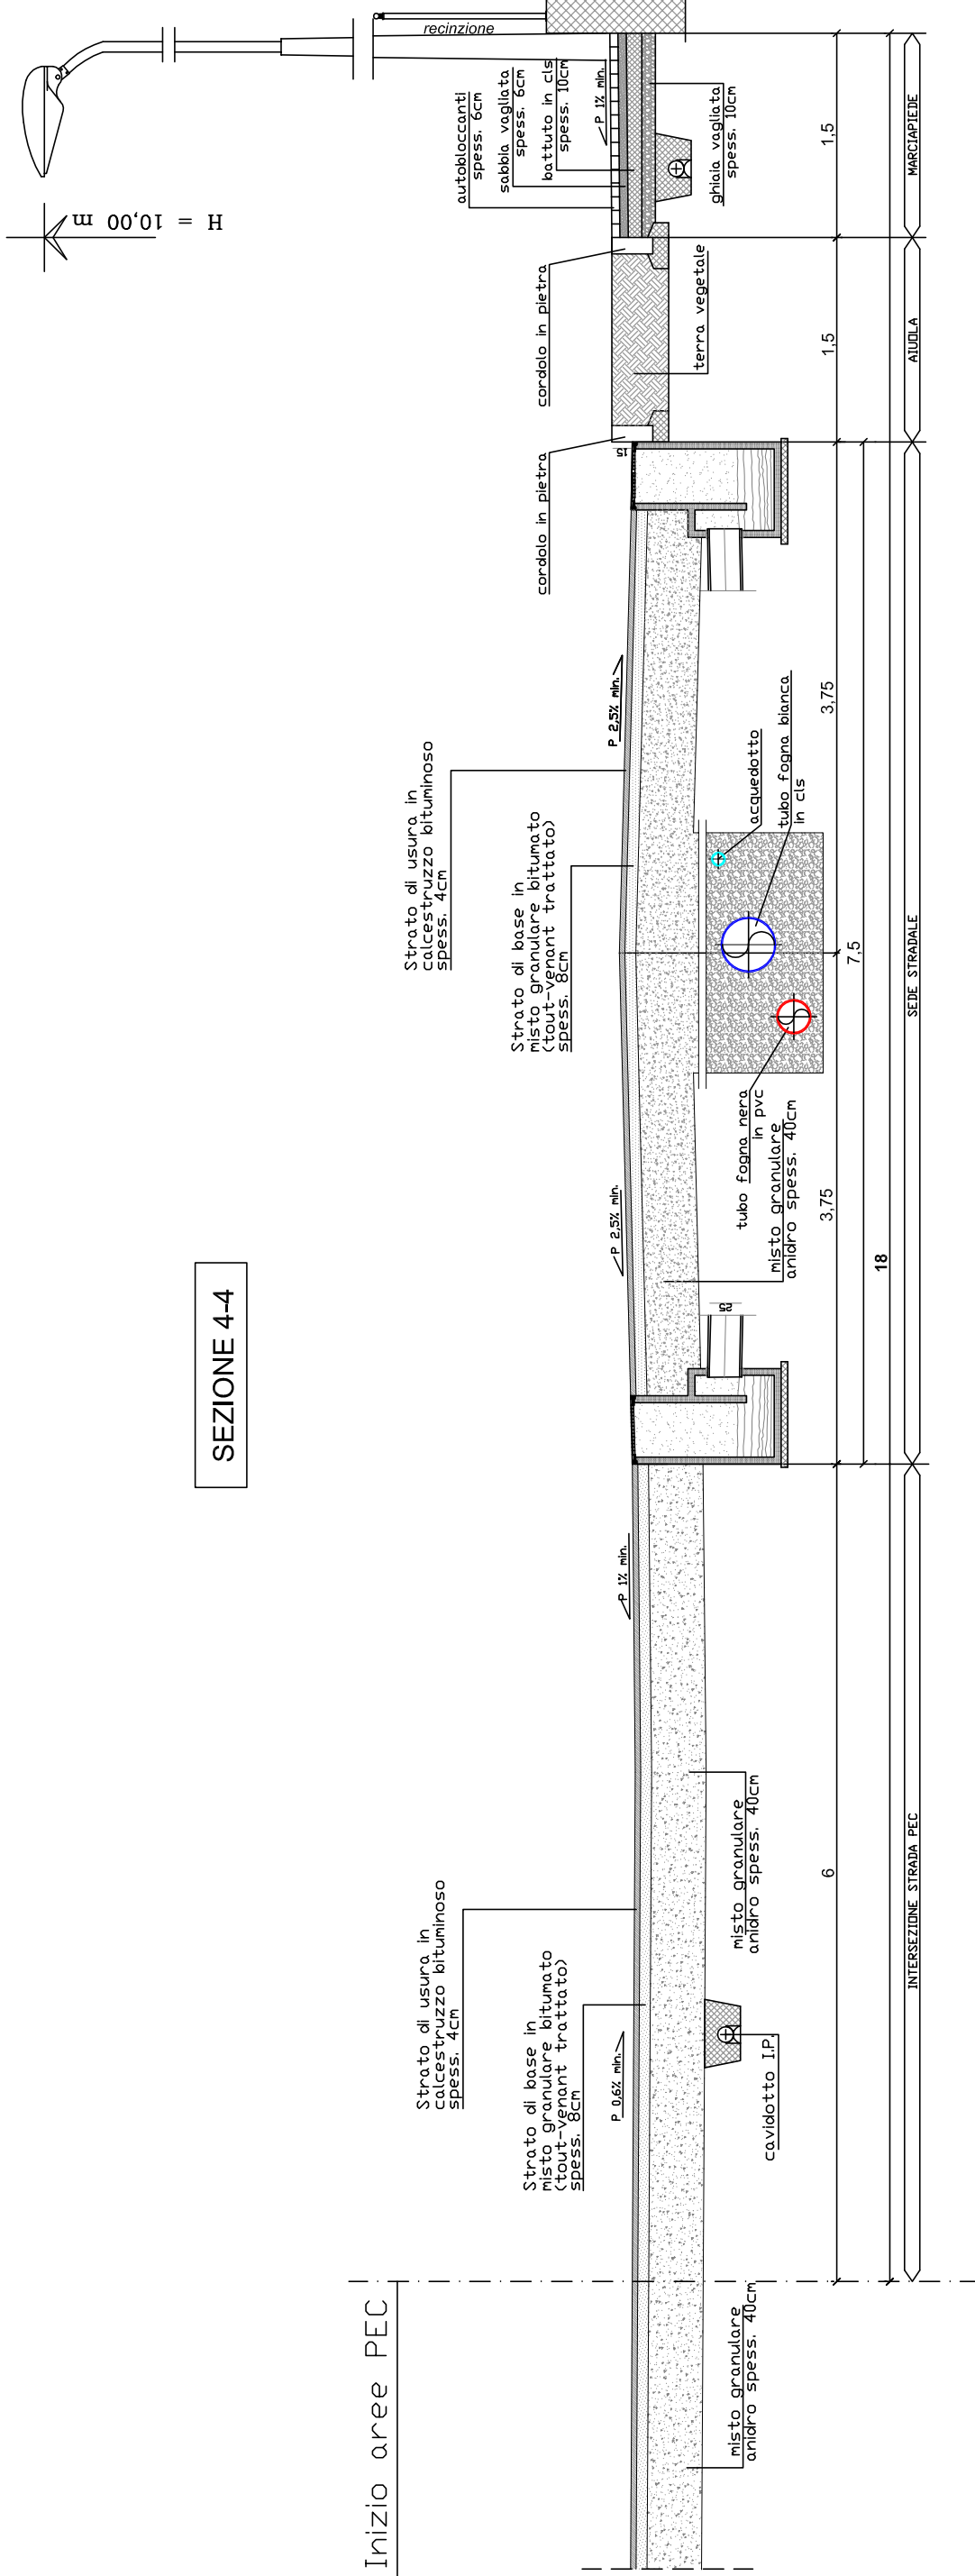 SEZIONE 4-4
Inizio aree PEC
H = 10,00 m
recinzione
Strato di usura in
calcestruzzo bituminoso
spess. 4cm
Strato di base in
misto granulare bitumato
(tout-venant trattato)
spess. 8cm
P 0,6% min.
P 1% min.
misto granulare
anidro spess. 40cm
cavidotto I.P.
misto granulare
anidro spess. 40cm
Strato di usura in
calcestruzzo bituminoso
spess. 4cm
Strato di base in
misto granulare bitumato
(tout-venant trattato)
spess. 8cm
P 2,5% min.
P 2,5% min.
25
misto granulare
anidro spess. 40cm
tubo fogna nera
in pvc
tubo fogna bianca
in cls
acquedotto
15
cordolo in pietra
cordolo in pietra
terra vegetale
autobloccanti
spess. 6cm
sabbia vagliata
spess. 6cm
battuto in cls
spess. 10cm
P 1% min.
ghiaia vagliata
spess. 10cm
6
3,75
3,75
1,5
1,5
7,5
18
INTERSEZIONE STRADA PEC
SEDE STRADALE
AIUOLA
MARCIAPIEDE